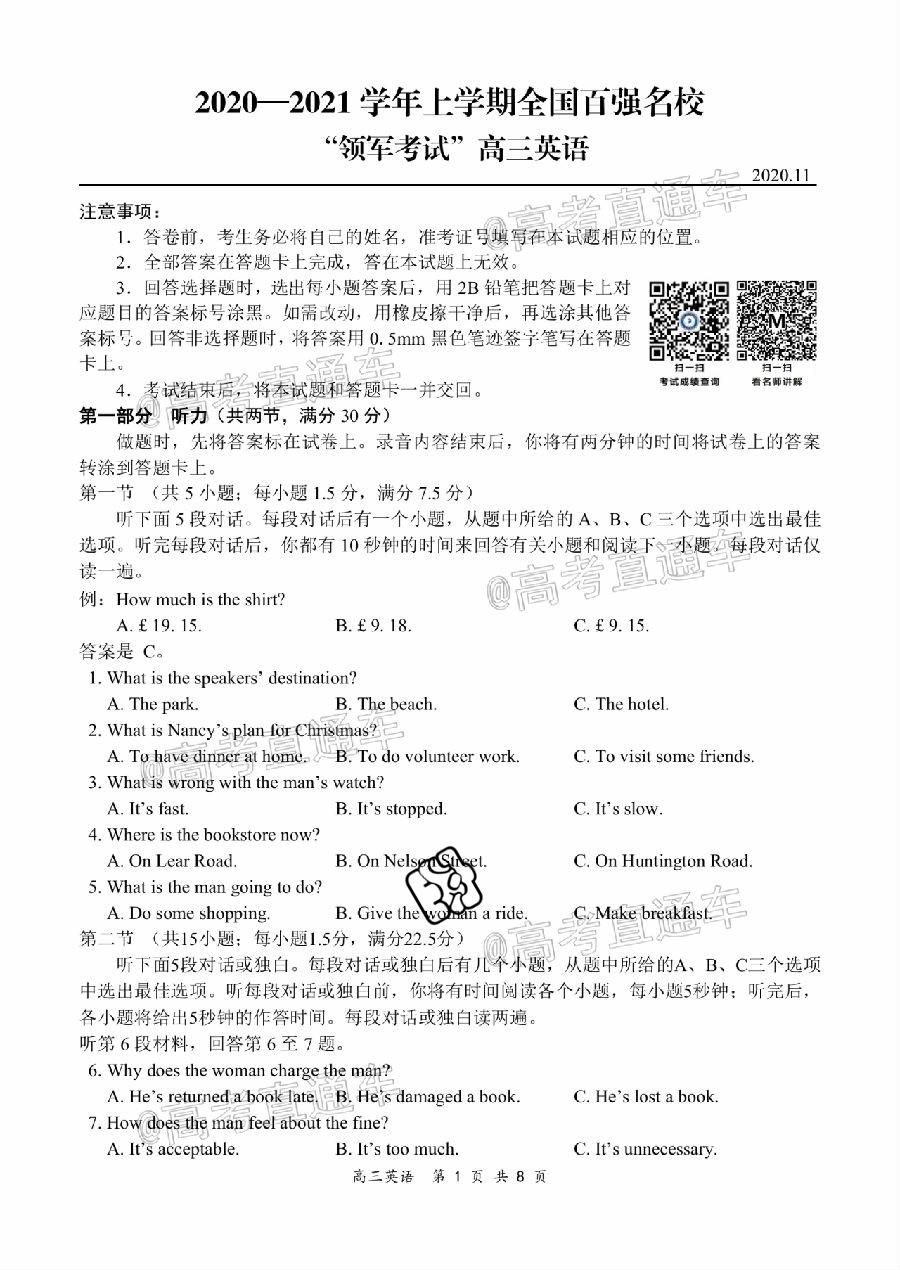 2020—2021 学年上学期全国百强名校
“领军考试”高三英语
2020.11
注意事项：
1．答卷前，考生务必将自己的姓名，准考证号填写在本试题相应的位置。
2．全部答案在答题卡上完成，答在本试题上无效。
3．回答选择题时，选出每小题答案后，用 2B 铅笔把答题卡上对
应题目的答案标号涂黑。如需改动，用橡皮擦干净后，再选涂其他答
案标号。回答非选择题时，将答案用 0.5mm 黑色笔迹签字笔写在答题
卡上。
扫一扫 扫一扫
考试成绩查询 看名师讲解
4．考试结束后，将本试题和答题卡一并交回。
第一部分 听力（共两节，满分 30 分）
做题时，先将答案标在试卷上。录音内容结束后，你将有两分钟的时间将试卷上的答案
转涂到答题卡上。
第一节 （共 5 小题；每小题 1.5 分，满分 7.5 分）
听下面 5 段对话。每段对话后有一个小题，从题中所给的 A、B、C 三个选项中选出最佳
选项。听完每段对话后，你都有 10 秒钟的时间来回答有关小题和阅读下一小题。每段对话仅
读一遍。
例：How much is the shirt?
A. £ 19. 15. B. £ 9. 18. C. £ 9. 15.
答案是 C。
1. What is the speakers’ destination?
A. The park. B. The beach. C. The hotel.
2. What is Nancy’s plan for Christmas?
A. To have dinner at home. B. To do volunteer work. C. To visit some friends.
3. What is wrong with the man’s watch?
A. It’s fast. B. It’s stopped. C. It’s slow.
4. Where is the bookstore now?
A. On Lear Road. B. On Nelson Street. C. On Huntington Road.
5. What is the man going to do?
A. Do some shopping. B. Give the woman a ride. C. Make breakfast.
第二节 （共15小题；每小题1.5分，满分22.5分）
听下面5段对话或独白。每段对话或独白后有几个小题，从题中所给的A、B、C三个选项
中选出最佳选项。听每段对话或独白前，你将有时间阅读各个小题，每小题5秒钟；听完后，
各小题将给出5秒钟的作答时间。每段对话或独白读两遍。
听第 6 段材料，回答第 6 至 7 题。
6. Why does the woman charge the man?
A. He’s returned a book late. B. He’s damaged a book. C. He’s lost a book.
7. How does the man feel about the fine?
A. It’s acceptable. B. It’s too much. C. It’s unnecessary.
高三英语 第 1 页 共 8 页
@高考直通车
@高考直通车
@高考直通车
@高考直通车
@高考直通车
@高考直通车